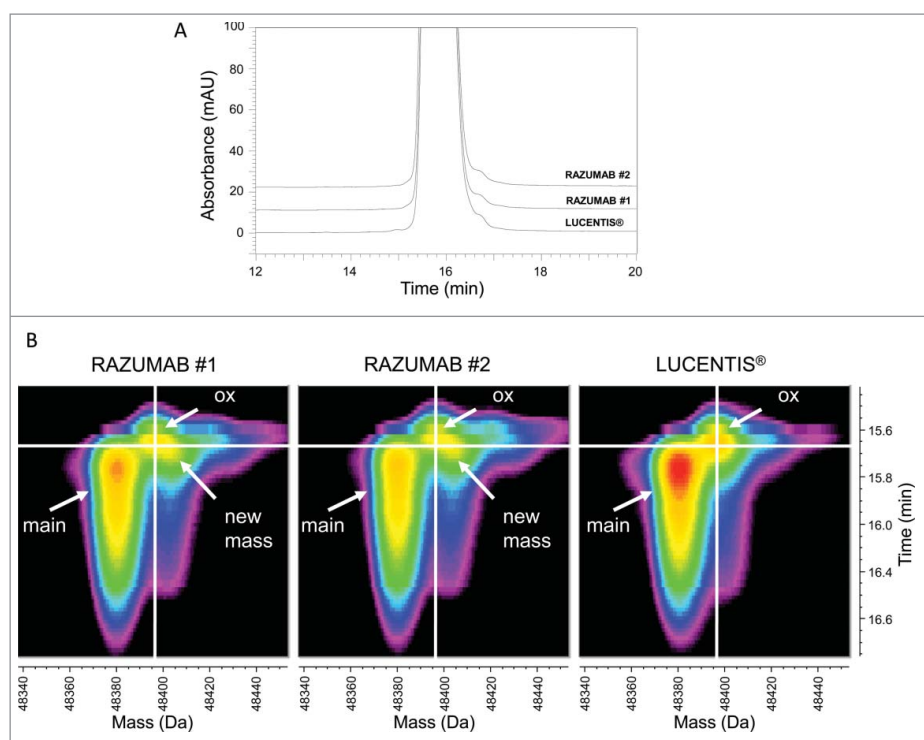 A
Absorbance (mAU)
100
80
60
40
20
0
RAZUMAB #2
RAZUMAB #1
LUCENTIS®
12 14 16 18 20
Time (min)
B
RAZUMAB #1 RAZUMAB #2 LUCENTIS®
ox ox ox
main main main
new mass new mass
15.6
15.8
16.0
16.4
16.6
Time (min)
48340 48360 48380 48400 48420 48440 48340 48360 48380 48400 48420 48440 48340 48360 48380 48400 48420 48440
Mass (Da) Mass (Da) Mass (Da)